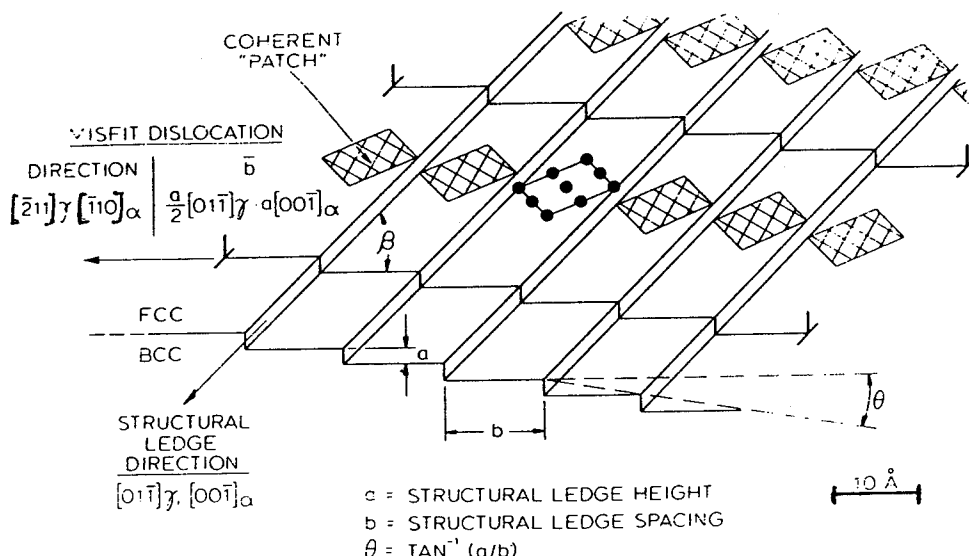 COHERENT
"PATCH"
MISFIT DISLOCATION
DIRECTION
b̄
[2̄11]γ [1̄10]α
a/2 [011̄]γ · a[001̄]α
β
FCC
BCC
a
b
θ
STRUCTURAL
LEDGE
DIRECTION
[011̄]γ, [001̄]α
a = STRUCTURAL LEDGE HEIGHT
b = STRUCTURAL LEDGE SPACING
θ = TAN⁻¹ (a/b)
10 Å